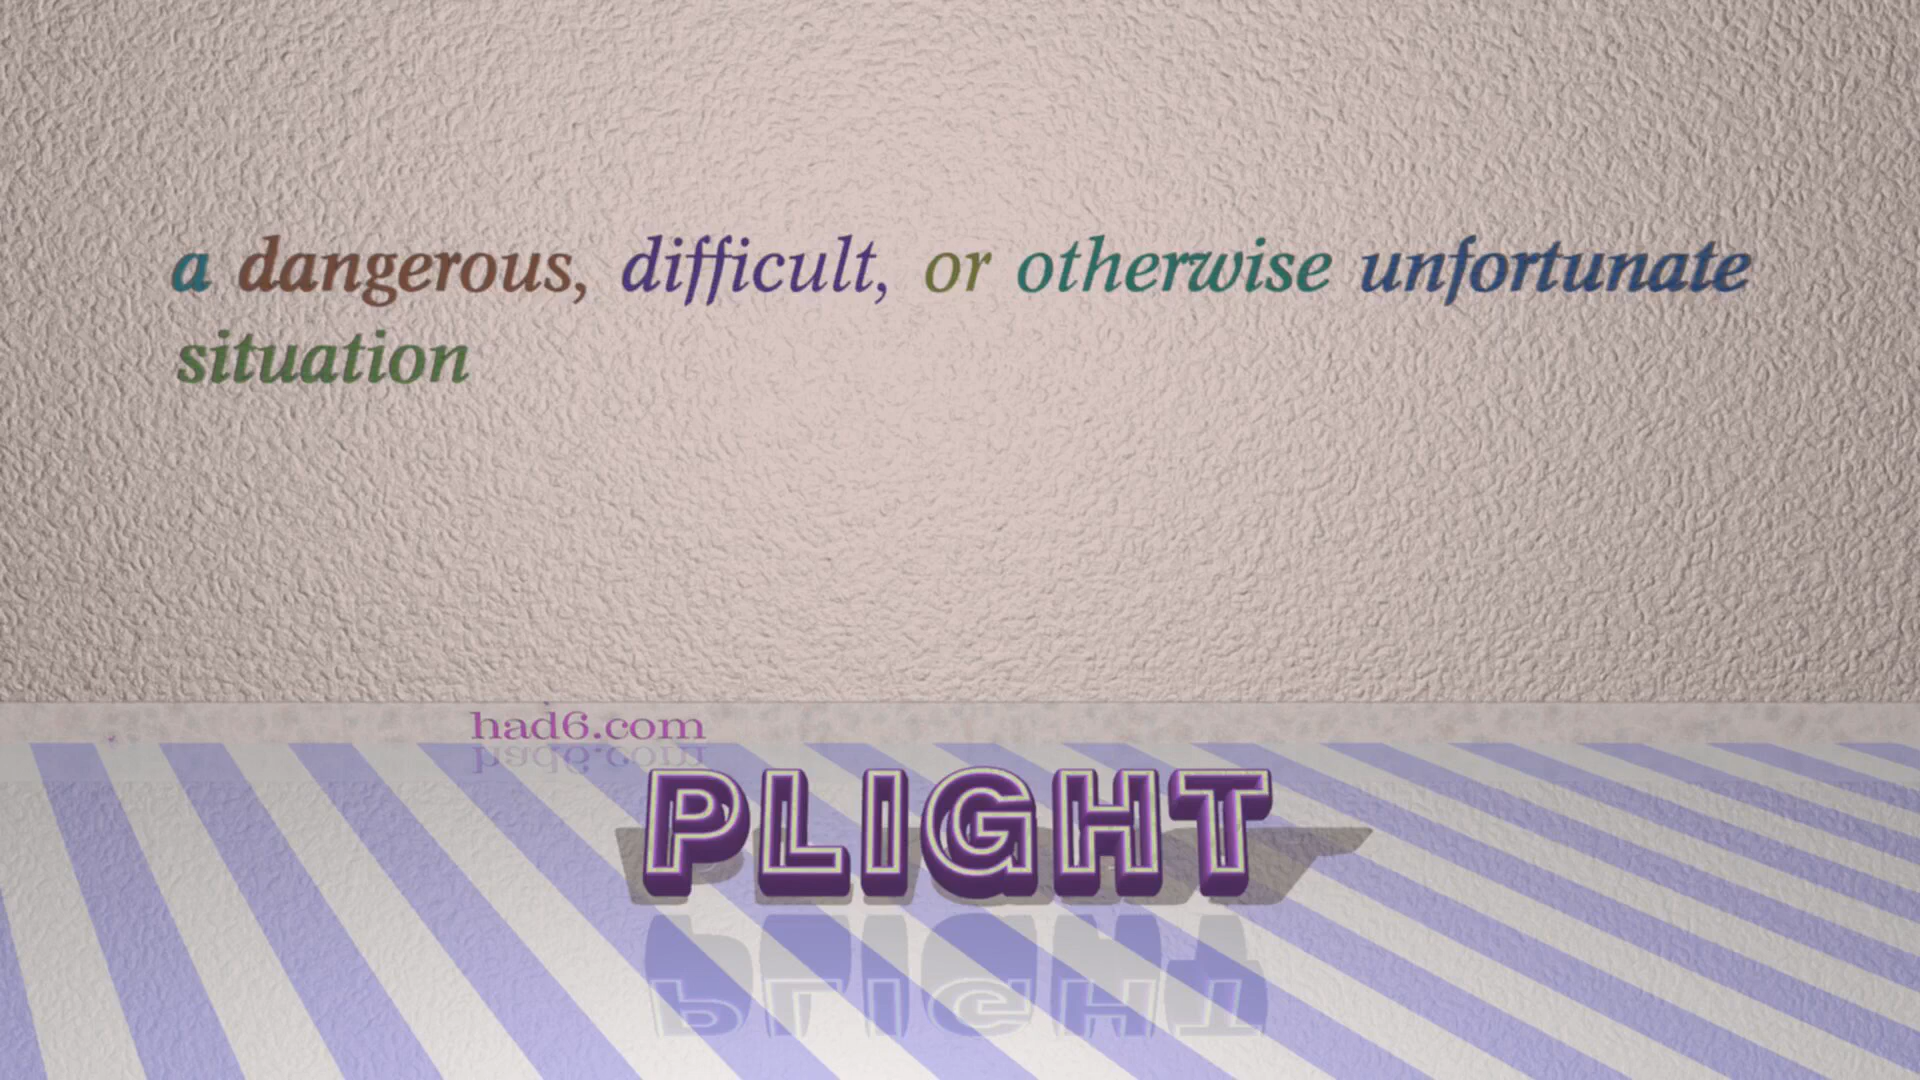 a dangerous, difficult, or otherwise unfortunate
situation
had6.com
PLIGHT